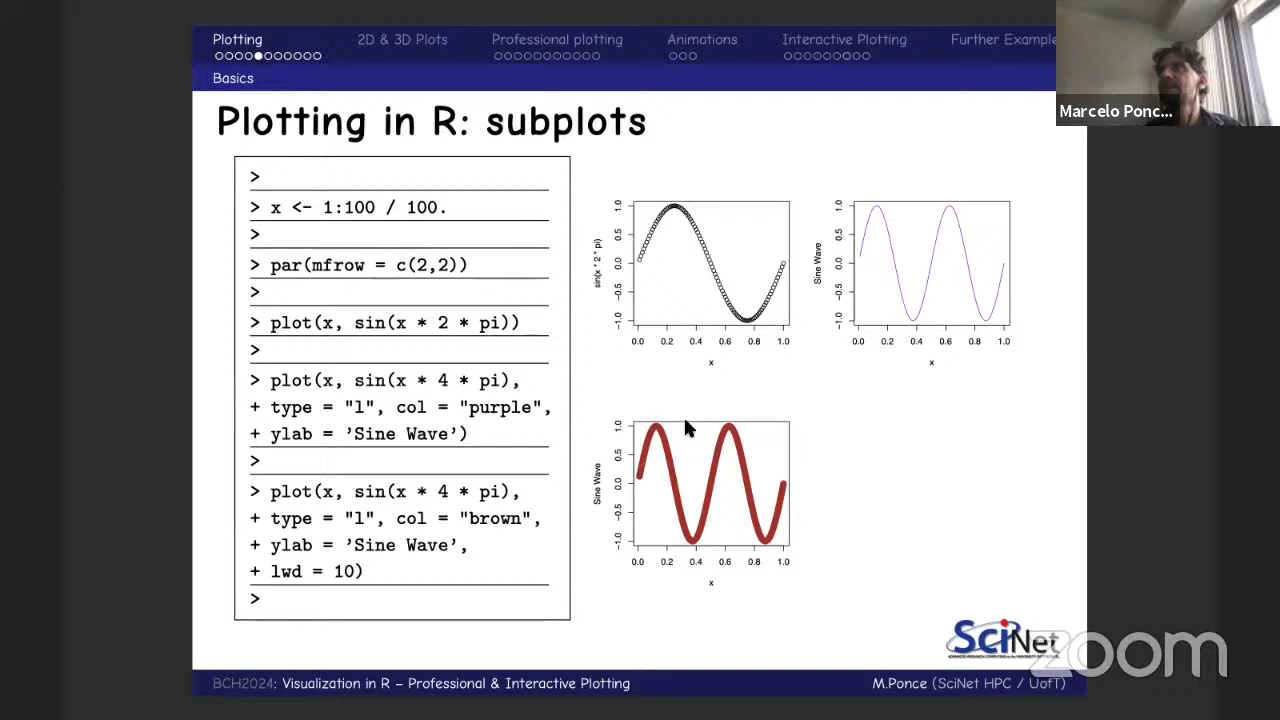 Plotting 2D & 3D Plots Professional plotting Animations Interactive Plotting Further Example
Basics
Marcelo Ponc...
Plotting in R: subplots
>
> x <- 1:100 / 100.
>
> par(mfrow = c(2,2))
>
> plot(x, sin(x * 2 * pi))
>
> plot(x, sin(x * 4 * pi),
+ type = "l", col = "purple",
+ ylab = ’Sine Wave’)
>
> plot(x, sin(x * 4 * pi),
+ type = "l", col = "brown",
+ ylab = ’Sine Wave’,
+ lwd = 10)
>
sin(x * 2 * pi)
1.0
0.5
0.0
−0.5
−1.0
0.0 0.2 0.4 0.6 0.8 1.0
x
Sine Wave
1.0
0.5
0.0
−0.5
−1.0
0.0 0.2 0.4 0.6 0.8 1.0
x
Sine Wave
1.0
0.5
0.0
−0.5
−1.0
0.0 0.2 0.4 0.6 0.8 1.0
x
SciNet
zoom
BCH2024: Visualization in R – Professional & Interactive Plotting M.Ponce (SciNet HPC / UofT)